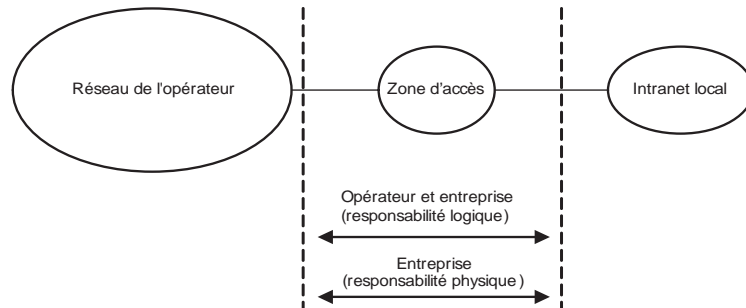 Réseau de l'opérateur
Zone d'accès
Intranet local
Opérateur et entreprise
(responsabilité logique)
Entreprise
(responsabilité physique)